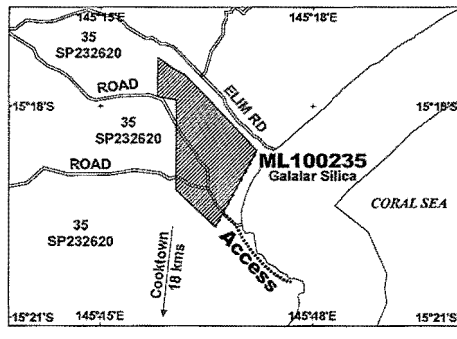 145°15'E 145°18'E
35
SP232620
ROAD
ELIM RD
15°18'S 15°18'S
35
SP232620
ML100235
Galalar Silica
ROAD
CORAL SEA
35
SP232620
Access
Cooktown
18 kms
15°21'S 145°15'E 145°48'E 15°21'S